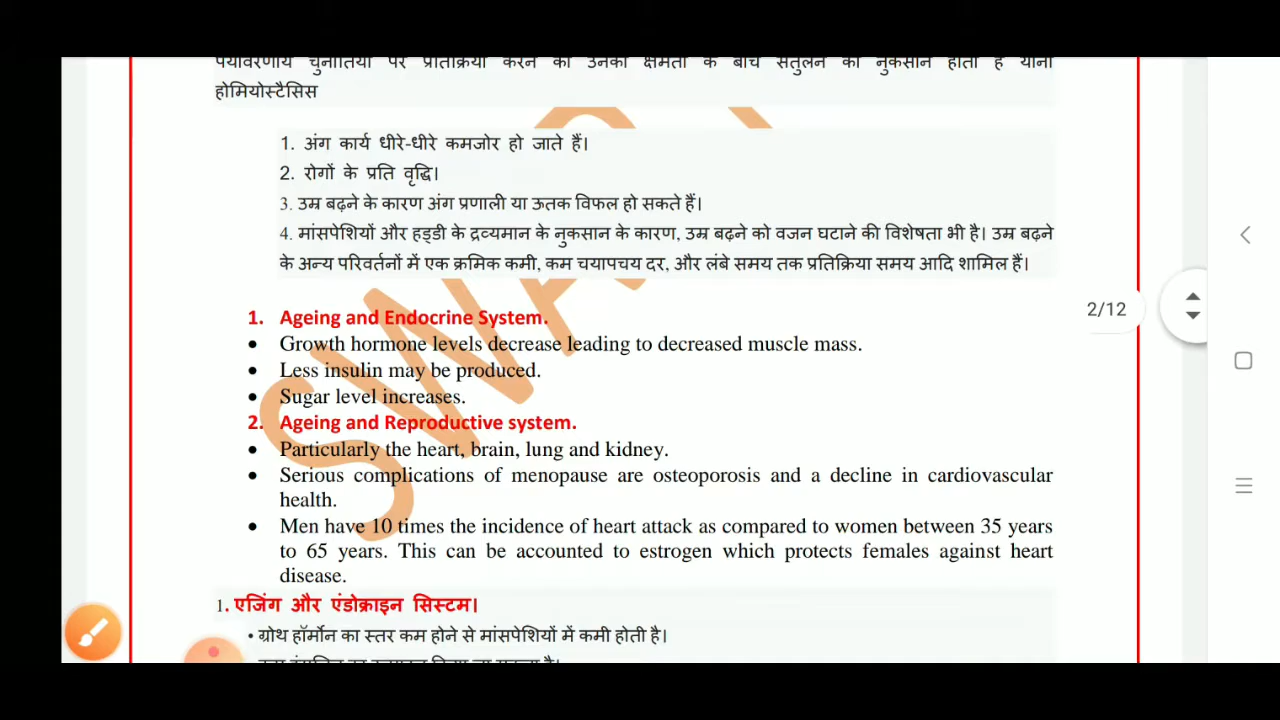 पर्यावरणीय चुनौतियों पर प्रतिक्रिया करने की उनकी क्षमता के बीच संतुलन का नुकसान होता है यानी
होमियोस्टैसिस
1. अंग कार्य धीरे-धीरे कमजोर हो जाते हैं।
2. रोगों के प्रति वृद्धि।
3. उम्र बढ़ने के कारण अंग प्रणाली या ऊतक विफल हो सकते हैं।
4. मांसपेशियों और हड्डी के द्रव्यमान के नुकसान के कारण, उम्र बढ़ने को वजन घटाने की विशेषता भी है। उम्र बढ़ने
के अन्य परिवर्तनों में एक क्रमिक कमी, कम चयापचय दर, और लंबे समय तक प्रतिक्रिया समय आदि शामिल हैं।
1. Ageing and Endocrine System.
• Growth hormone levels decrease leading to decreased muscle mass.
2/12
• Less insulin may be produced.
• Sugar level increases.
2. Ageing and Reproductive system.
• Particularly the heart, brain, lung and kidney.
• Serious complications of menopause are osteoporosis and a decline in cardiovascular
health.
• Men have 10 times the incidence of heart attack as compared to women between 35 years
to 65 years. This can be accounted to estrogen which protects females against heart
disease.
1. एजिंग और एंडोक्राइन सिस्टम।
• ग्रोथ हॉर्मोन का स्तर कम होने से मांसपेशियों में कमी होती है।